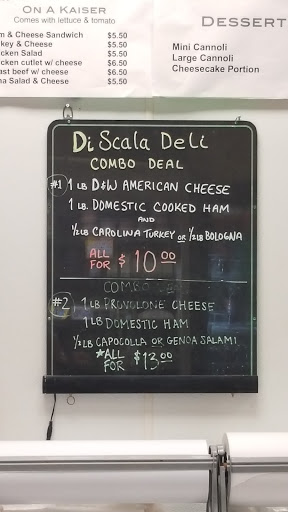 On A Kaiser
Comes with lettuce & tomato
& Cheese Sandwich $5.50
& Cheese $5.50
Salad $5.50
cutlet w/ cheese $6.50
beef w/ cheese $6.50
Salad & Cheese $5.50
Dessert
Mini Cannoli
Large Cannoli
Cheesecake Portion
Di Scala Deli
COMBO DEAL
#1 1 LB D&W AMERICAN CHEESE
1 LB. DOMESTIC COOKED HAM
AND
1/2 LB CAROLINA TURKEY OR 1/2 LB BOLOGNA
ALL FOR $10.00
COMBO
#2 1 LB PROVOLONE CHEESE
1 LB DOMESTIC HAM
1/2 LB CAPOCOLLA OR GENOA SALAMI
*ALL FOR $13.00